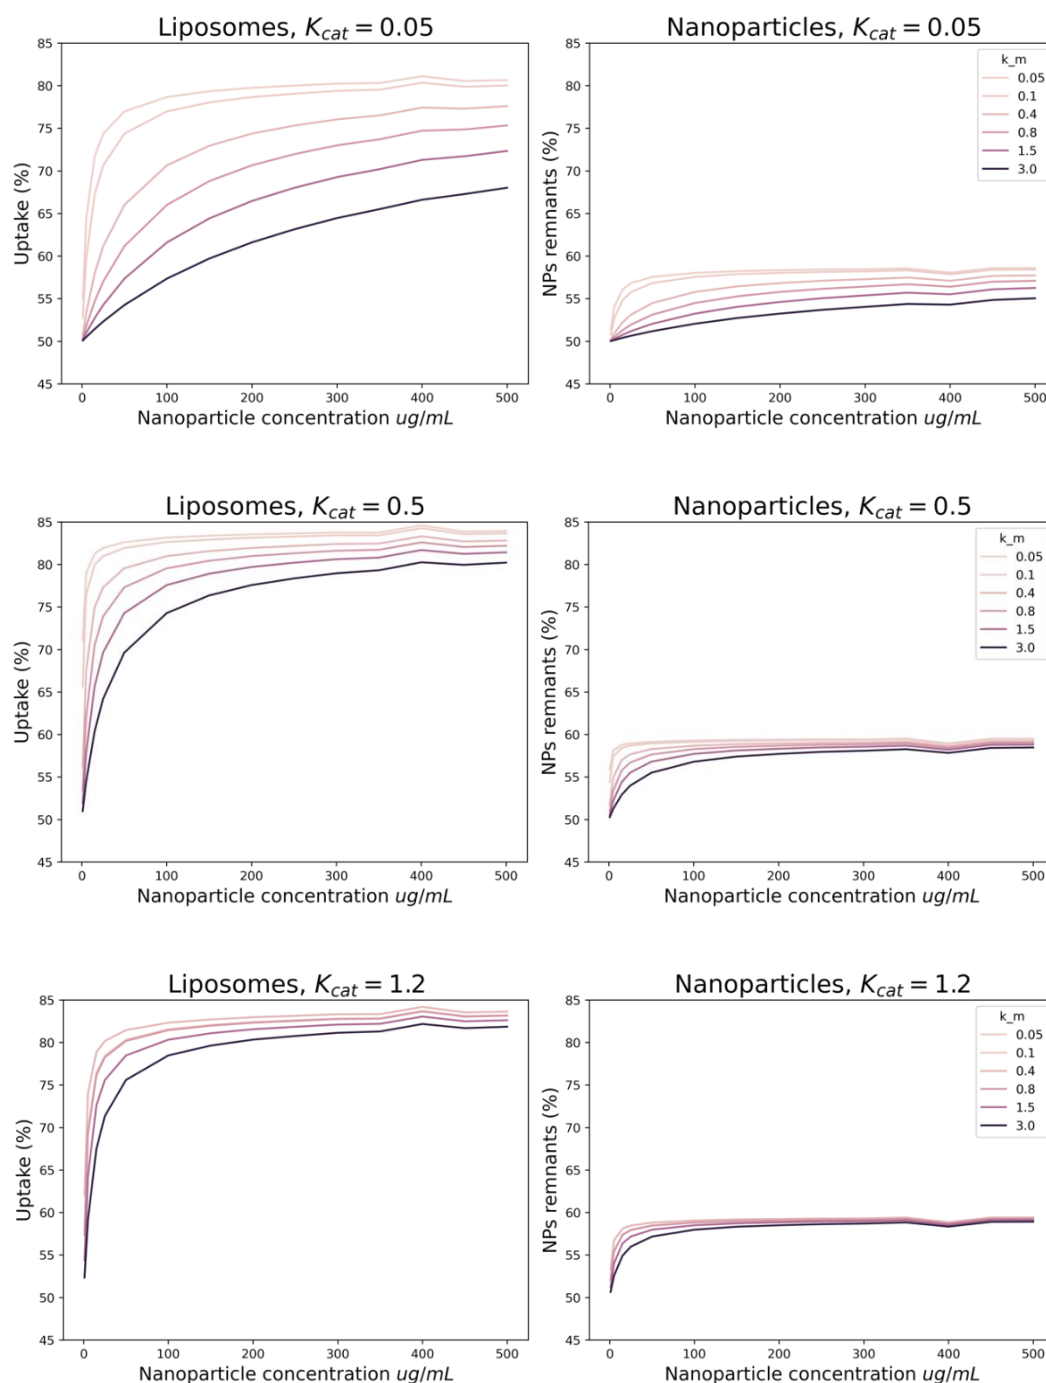 Liposomes, K_cat = 0.05
85
80
75
70
65
60
55
50
45
Uptake (%)
0 100 200 300 400 500
Nanoparticle concentration ug/mL
Nanoparticles, K_cat = 0.05
85
80
75
70
65
60
55
50
45
NPs remnants (%)
k_m
0.05
0.1
0.4
0.8
1.5
3.0
0 100 200 300 400 500
Nanoparticle concentration ug/mL
Liposomes, K_cat = 0.5
85
80
75
70
65
60
55
50
45
Uptake (%)
0 100 200 300 400 500
Nanoparticle concentration ug/mL
Nanoparticles, K_cat = 0.5
85
80
75
70
65
60
55
50
45
NPs remnants (%)
k_m
0.05
0.1
0.4
0.8
1.5
3.0
0 100 200 300 400 500
Nanoparticle concentration ug/mL
Liposomes, K_cat = 1.2
85
80
75
70
65
60
55
50
45
Uptake (%)
0 100 200 300 400 500
Nanoparticle concentration ug/mL
Nanoparticles, K_cat = 1.2
85
80
75
70
65
60
55
50
45
NPs remnants (%)
k_m
0.05
0.1
0.4
0.8
1.5
3.0
0 100 200 300 400 500
Nanoparticle concentration ug/mL